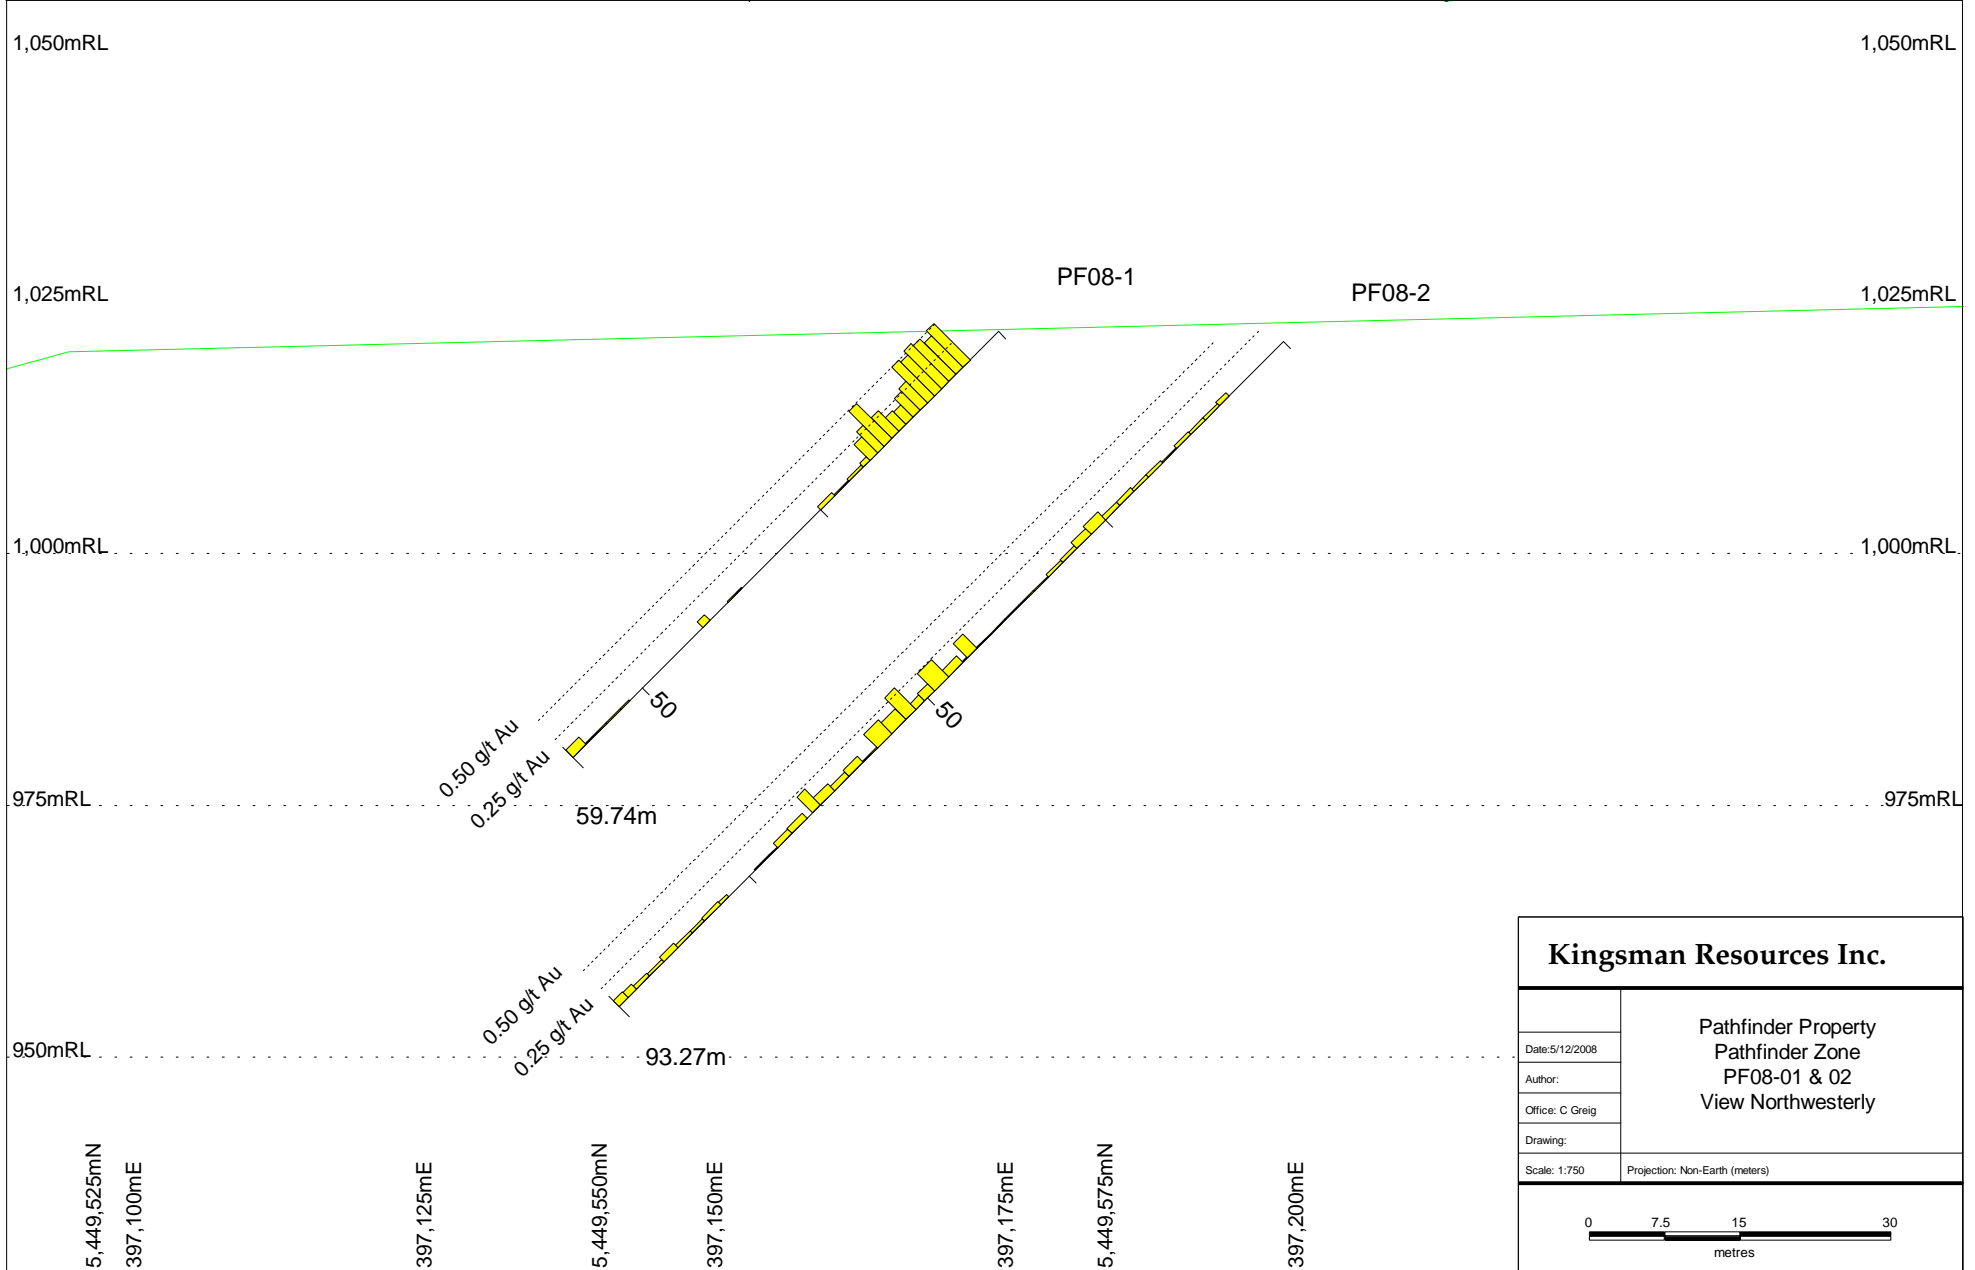 1,050mRL 1,050mRL
PF08-1
PF08-2
1,025mRL 1,025mRL
1,000mRL 1,000mRL
50
50
0.50 g/t Au
0.25 g/t Au
975mRL 975mRL
59.74m
0.50 g/t Au
0.25 g/t Au
950mRL
93.27m
Kingsman Resources Inc.
Pathfinder Property
Pathfinder Zone
PF08-01 & 02
View Northwesterly
Date:5/12/2008
Author:
Office: C Greig
Drawing:
Scale: 1:750
Projection: Non-Earth (meters)
0 7.5 15 30
metres
5,449,525mN
397,100mE
397,125mE
5,449,550mN
397,150mE
397,175mE
5,449,575mN
397,200mE